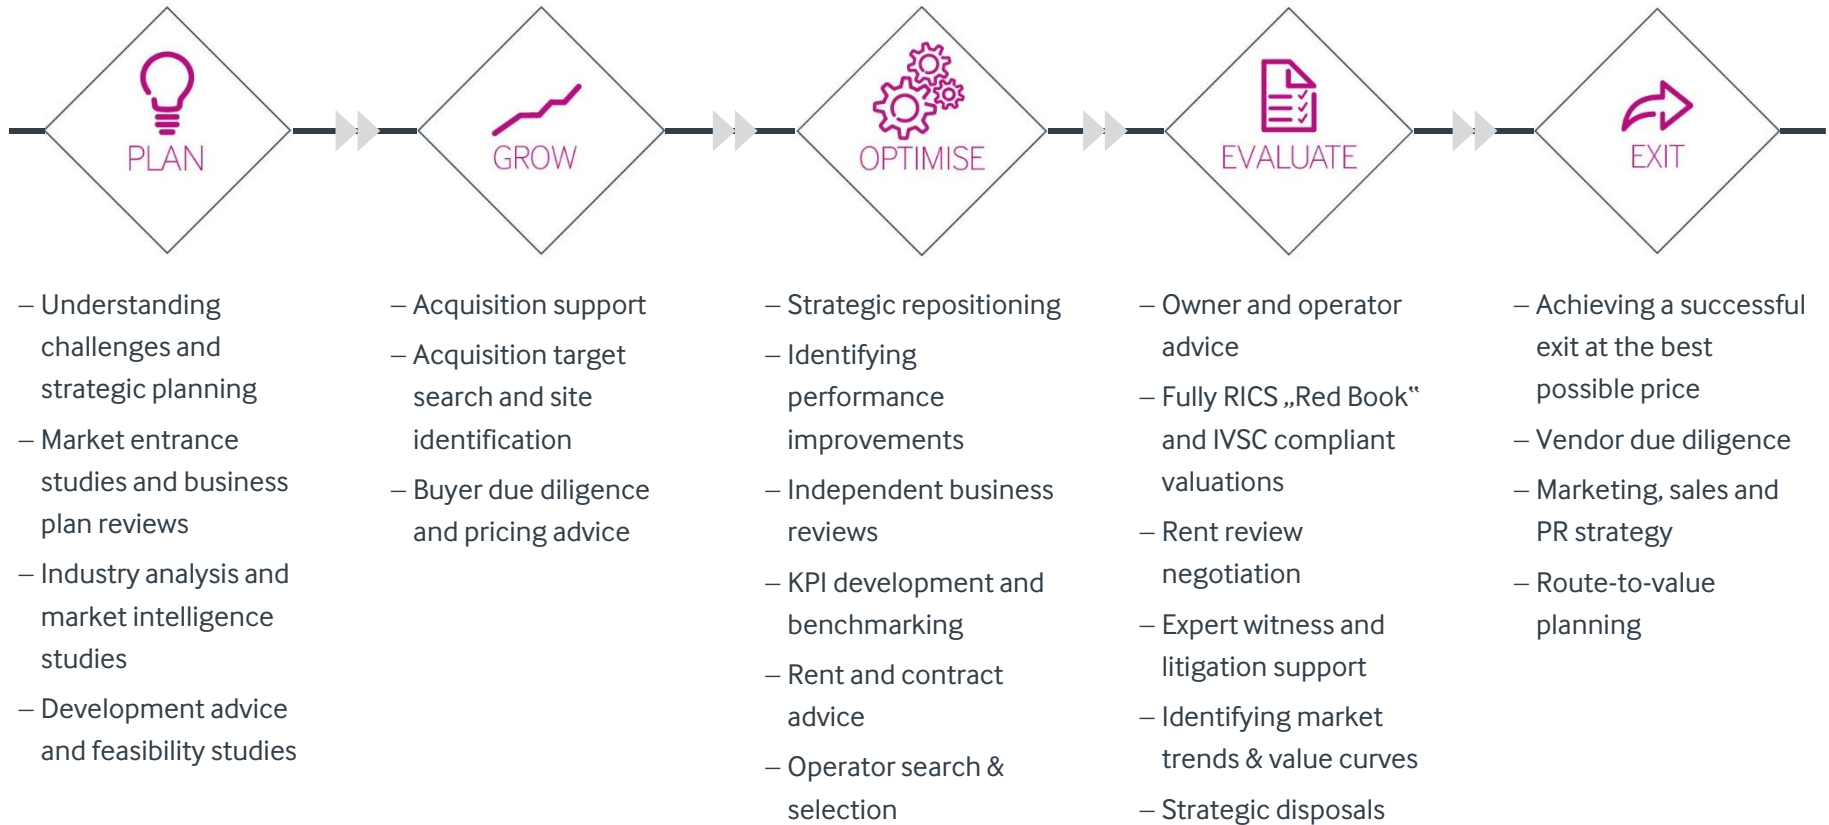 PLAN
GROW
OPTIMISE
EVALUATE
EXIT
– Understanding
challenges and
strategic planning
– Market entrance
studies and business
plan reviews
– Industry analysis and
market intelligence
studies
– Development advice
and feasibility studies
– Acquisition support
– Acquisition target
search and site
identification
– Buyer due diligence
and pricing advice
– Strategic repositioning
– Identifying
performance
improvements
– Independent business
reviews
– KPI development and
benchmarking
– Rent and contract
advice
– Operator search &
selection
– Owner and operator
advice
– Fully RICS „Red Book‟
and IVSC compliant
valuations
– Rent review
negotiation
– Expert witness and
litigation support
– Identifying market
trends & value curves
– Strategic disposals
– Achieving a successful
exit at the best
possible price
– Vendor due diligence
– Marketing, sales and
PR strategy
– Route-to-value
planning